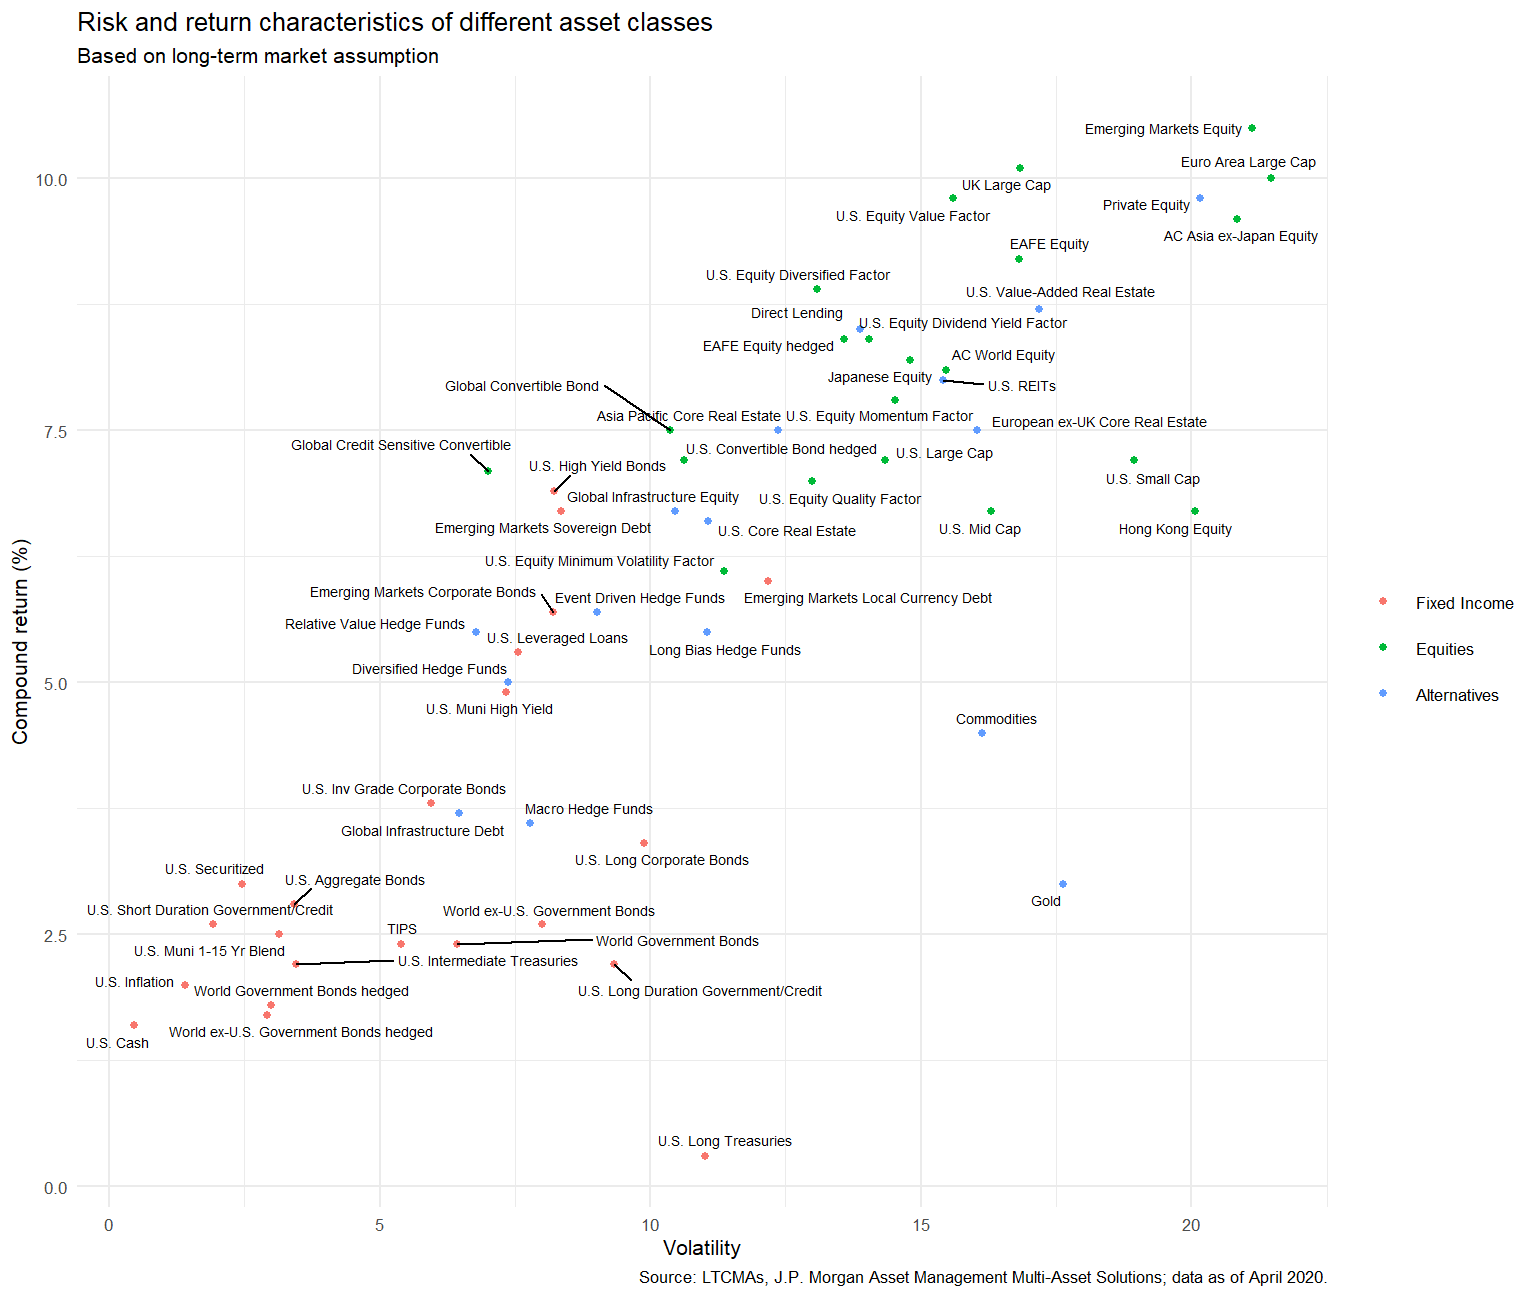 Risk and return characteristics of different asset classes
Based on long-term market assumption
Emerging Markets Equity
Euro Area Large Cap
10.0
UK Large Cap
Private Equity
U.S. Equity Value Factor
AC Asia ex-Japan Equity
EAFE Equity
U.S. Equity Diversified Factor
U.S. Value-Added Real Estate
Direct Lending
U.S. Equity Dividend Yield Factor
EAFE Equity hedged
AC World Equity
Japanese Equity
U.S. REITs
Global Convertible Bond
Asia Pacific Core Real Estate
U.S. Equity Momentum Factor
European ex-UK Core Real Estate
7.5
Global Credit Sensitive Convertible
U.S. Convertible Bond hedged
U.S. Large Cap
U.S. High Yield Bonds
U.S. Small Cap
Global Infrastructure Equity
U.S. Equity Quality Factor
Emerging Markets Sovereign Debt
U.S. Core Real Estate
U.S. Mid Cap
Hong Kong Equity
U.S. Equity Minimum Volatility Factor
Emerging Markets Corporate Bonds
Event Driven Hedge Funds
Emerging Markets Local Currency Debt
Relative Value Hedge Funds
U.S. Leveraged Loans
Long Bias Hedge Funds
Diversified Hedge Funds
5.0
U.S. Muni High Yield
Commodities
U.S. Inv Grade Corporate Bonds
Macro Hedge Funds
Global Infrastructure Debt
U.S. Long Corporate Bonds
U.S. Securitized
U.S. Aggregate Bonds
Gold
U.S. Short Duration Government/Credit
World ex-U.S. Government Bonds
TIPS
2.5
World Government Bonds
U.S. Muni 1-15 Yr Blend
U.S. Intermediate Treasuries
U.S. Inflation
World Government Bonds hedged
U.S. Long Duration Government/Credit
World ex-U.S. Government Bonds hedged
U.S. Cash
U.S. Long Treasuries
0.0
Compound return (%)
0
5
10
15
20
Volatility
Fixed Income
Equities
Alternatives
Source: LTCMAs, J.P. Morgan Asset Management Multi-Asset Solutions; data as of April 2020.